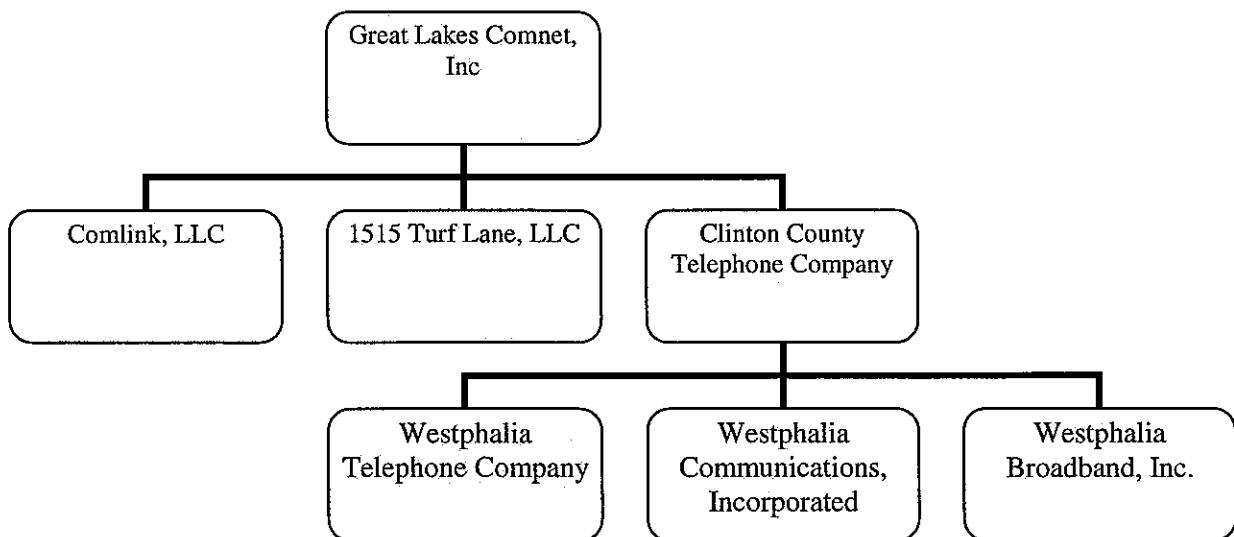 Great Lakes Comnet,
Inc
Comlink, LLC
1515 Turf Lane, LLC
Clinton County
Telephone Company
Westphalia
Telephone Company
Westphalia
Communications,
Incorporated
Westphalia
Broadband, Inc.